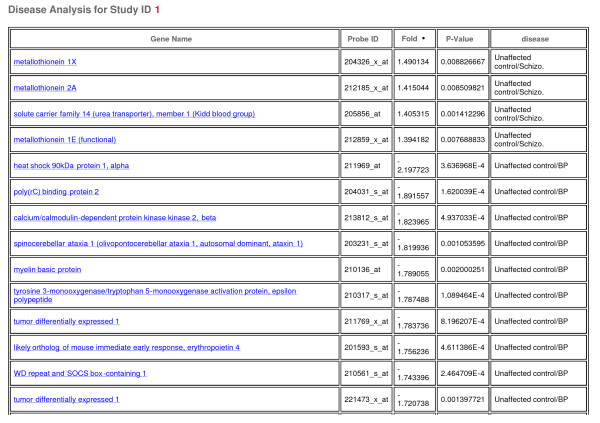 Disease Analysis for Study ID 1
Gene Name Probe ID Fold P-Value disease
metallothionein 1X 204326_x_at 1.490134 0.008826667 Unaffected control/Schizo.
metallothionein 2A 212185_x_at 1.415044 0.008509821 Unaffected control/Schizo.
solute carrier family 14 (urea transporter), member 1 (Kidd blood group) 205856_at 1.405315 0.001412296 Unaffected control/Schizo.
metallothionein 1E (functional) 212859_x_at 1.394182 0.007688833 Unaffected control/Schizo.
heat shock 90kDa protein 1, alpha 211969_at -2.197723 3.636968E-4 Unaffected control/BP
poly(rC) binding protein 2 204031_s_at -1.891557 1.620039E-4 Unaffected control/BP
calcium/calmodulin-dependent protein kinase kinase 2, beta 213812_s_at -1.823965 4.937033E-4 Unaffected control/BP
spinocerebellar ataxia 1 (olivopontocerebellar ataxia 1, autosomal dominant, ataxin 1) 203231_s_at -1.819936 0.001053595 Unaffected control/BP
myelin basic protein 210136_at -1.789055 0.002000251 Unaffected control/BP
tyrosine 3-monooxygenase/tryptophan 5-monooxygenase activation protein, epsilon polypeptide 210317_s_at -1.787488 1.089464E-4 Unaffected control/BP
tumor differentially expressed 1 211769_x_at -1.783736 8.196207E-4 Unaffected control/BP
likely ortholog of mouse immediate early response, erythropoietin 4 201593_s_at -1.756236 4.611386E-4 Unaffected control/BP
WD repeat and SOCS box-containing 1 210561_s_at -1.743396 2.464709E-4 Unaffected control/BP
tumor differentially expressed 1 221473_x_at -1.720738 0.001397721 Unaffected control/BP